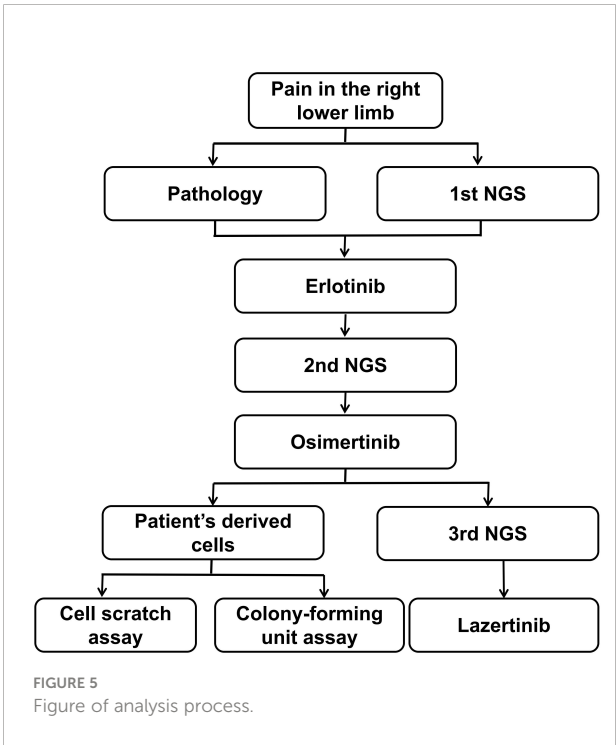 Pain in the right
lower limb
Pathology
1st NGS
Erlotinib
2nd NGS
Osimertinib
Patient’s derived
cells
3rd NGS
Cell scratch
assay
Colony-forming
unit assay
Lazertinib
FIGURE 5
Figure of analysis process.